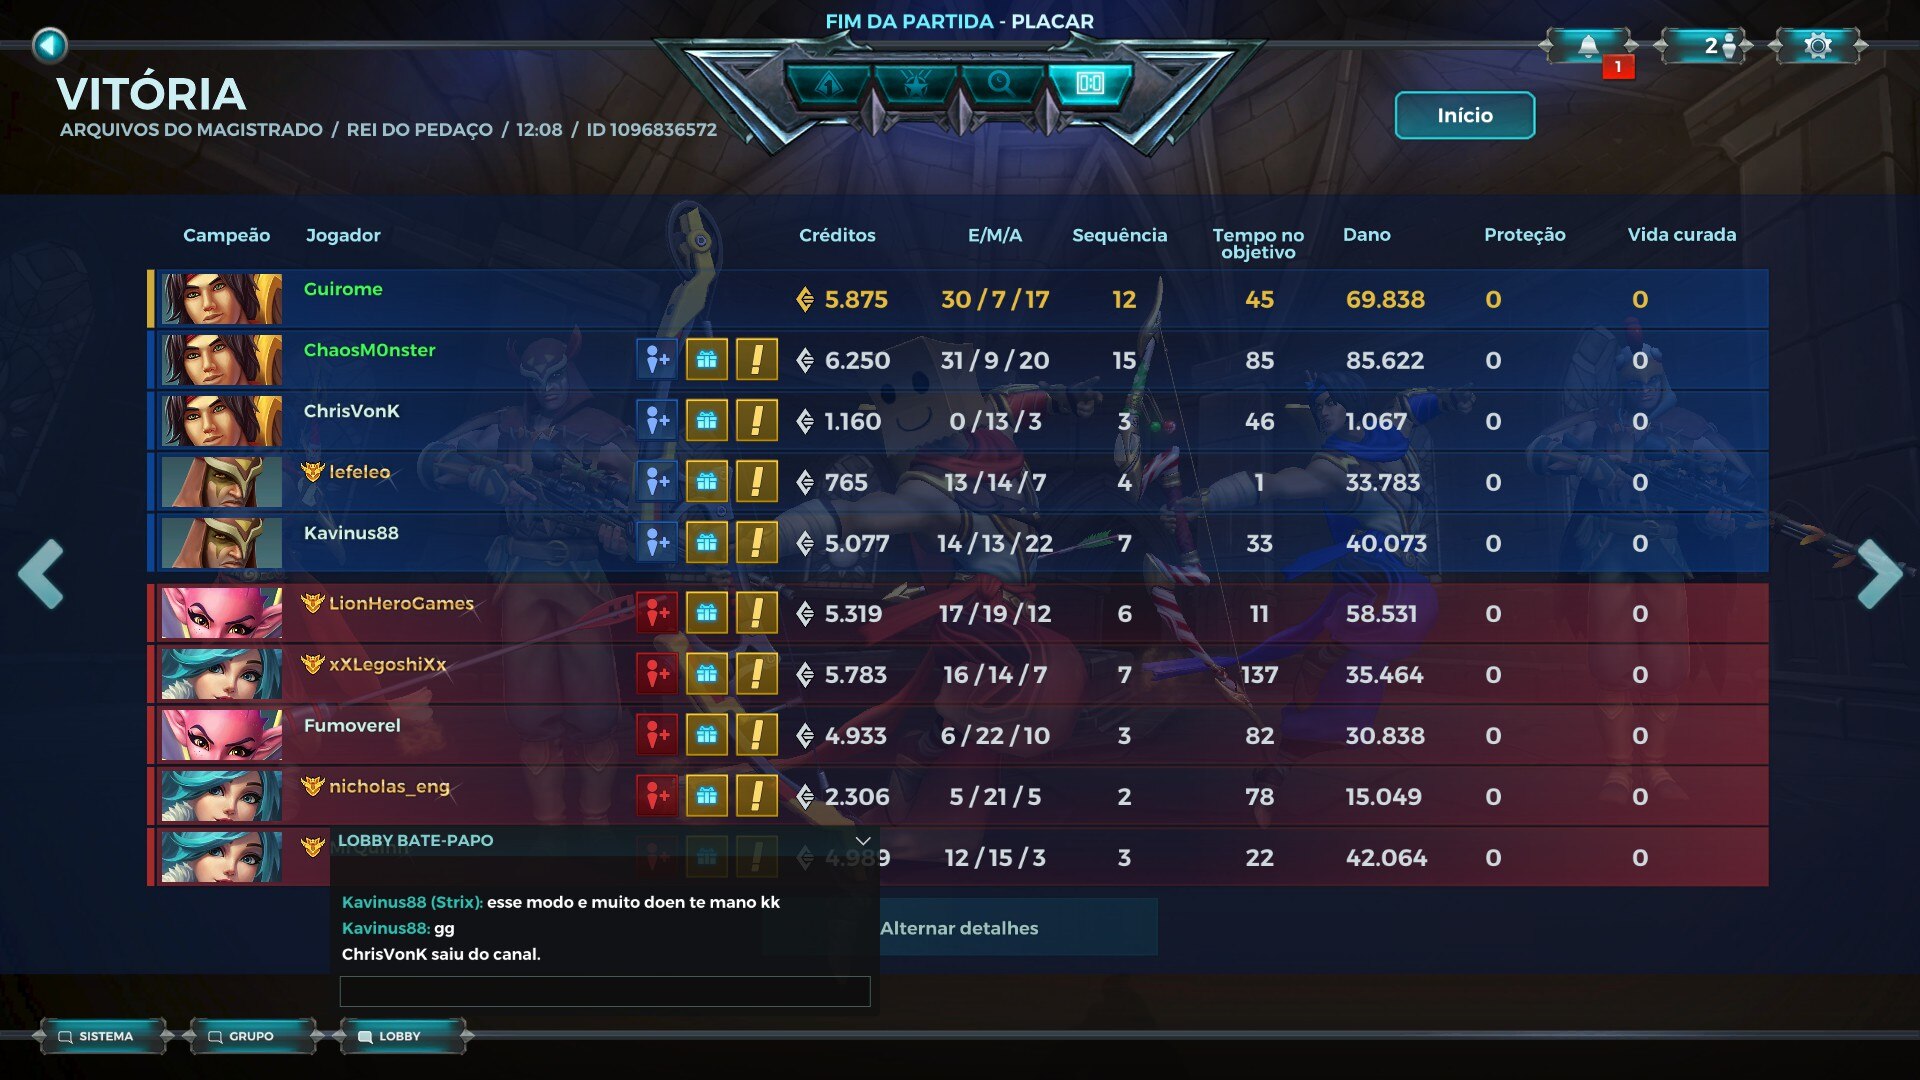 FIM DA PARTIDA - PLACAR
2
1
VITÓRIA
ARQUIVOS DO MAGISTRADO / REI DO PEDAÇO / 12:08 / ID 1096836572
Início
Campeão Jogador Créditos E/M/A Sequência Tempo no objetivo Dano Proteção Vida curada
Guirome 5.875 30 / 7 / 17 12 45 69.838 0 0
ChaosM0nster 6.250 31 / 9 / 20 15 85 85.622 0 0
ChrisVonK 1.160 0 / 13 / 3 3 46 1.067 0 0
lefeleo 765 13 / 14 / 7 4 1 33.783 0 0
Kavinus88 5.077 14 / 13 / 22 7 33 40.073 0 0
LionHeroGames 5.319 17 / 19 / 12 6 11 58.531 0 0
xXLegoshiXx 5.783 16 / 14 / 7 7 137 35.464 0 0
Fumoverel 4.933 6 / 22 / 10 3 82 30.838 0 0
nicholas_eng 2.306 5 / 21 / 5 2 78 15.049 0 0
4.989 12 / 15 / 3 3 22 42.064 0 0
LOBBY BATE-PAPO
Kavinus88 (Strix): esse modo e muito doen te mano kk
Kavinus88: gg
ChrisVonK saiu do canal.
Alternar detalhes
SISTEMA GRUPO LOBBY